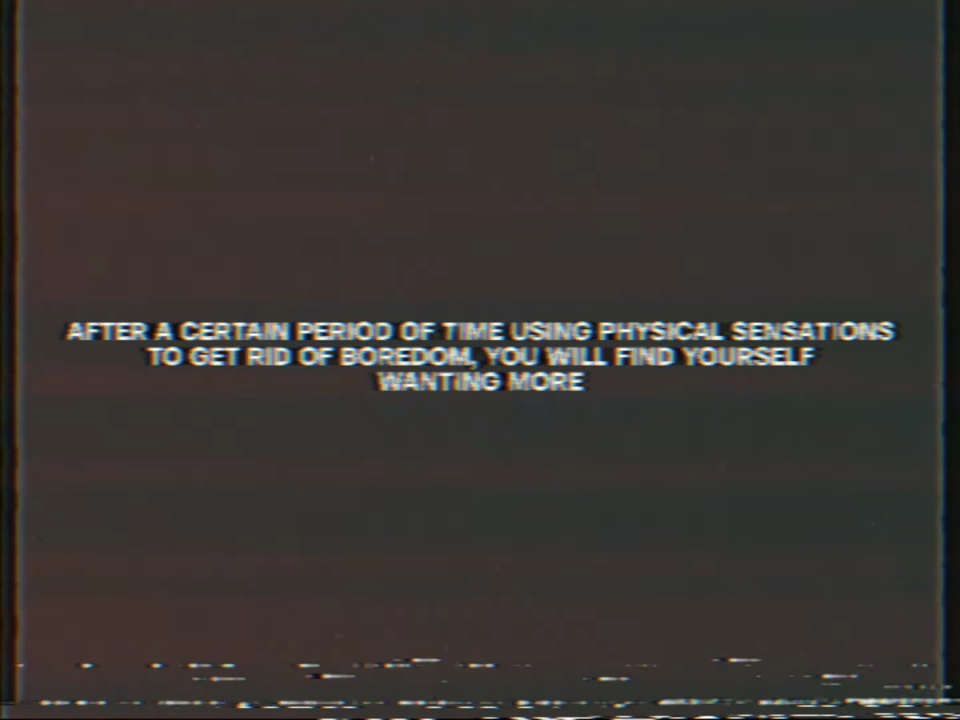 AFTER A CERTAIN PERIOD OF TIME USING PHYSICAL SENSATIONS
TO GET RID OF BOREDOM, YOU WILL FIND YOURSELF
WANTING MORE